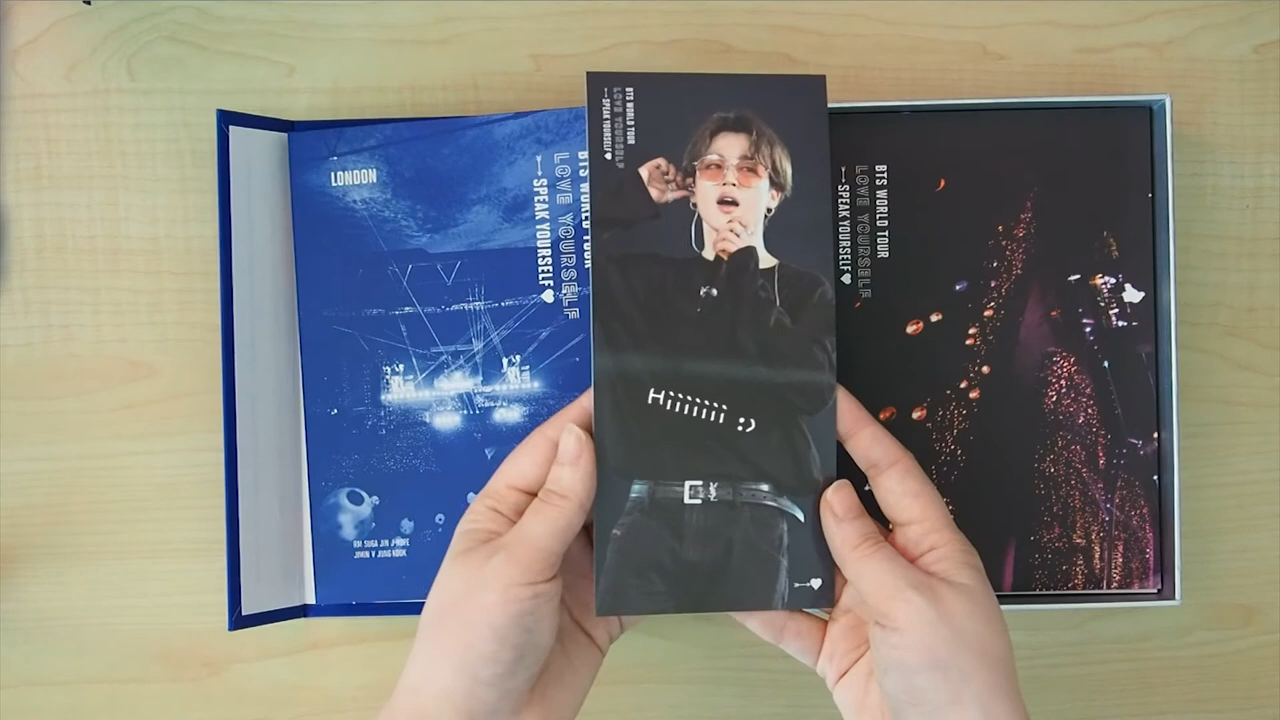 LONDON
BTS WORLD TOUR
LOVE YOURSELF
SPEAK YOURSELF
RM SUGA JIN J-HOPE
JIMIN V JUNG KOOK
BTS WORLD TOUR
LOVE YOURSELF
SPEAK YOURSELF
Hiiiiiii :)
BTS WORLD TOUR
LOVE YOURSELF
SPEAK YOURSELF